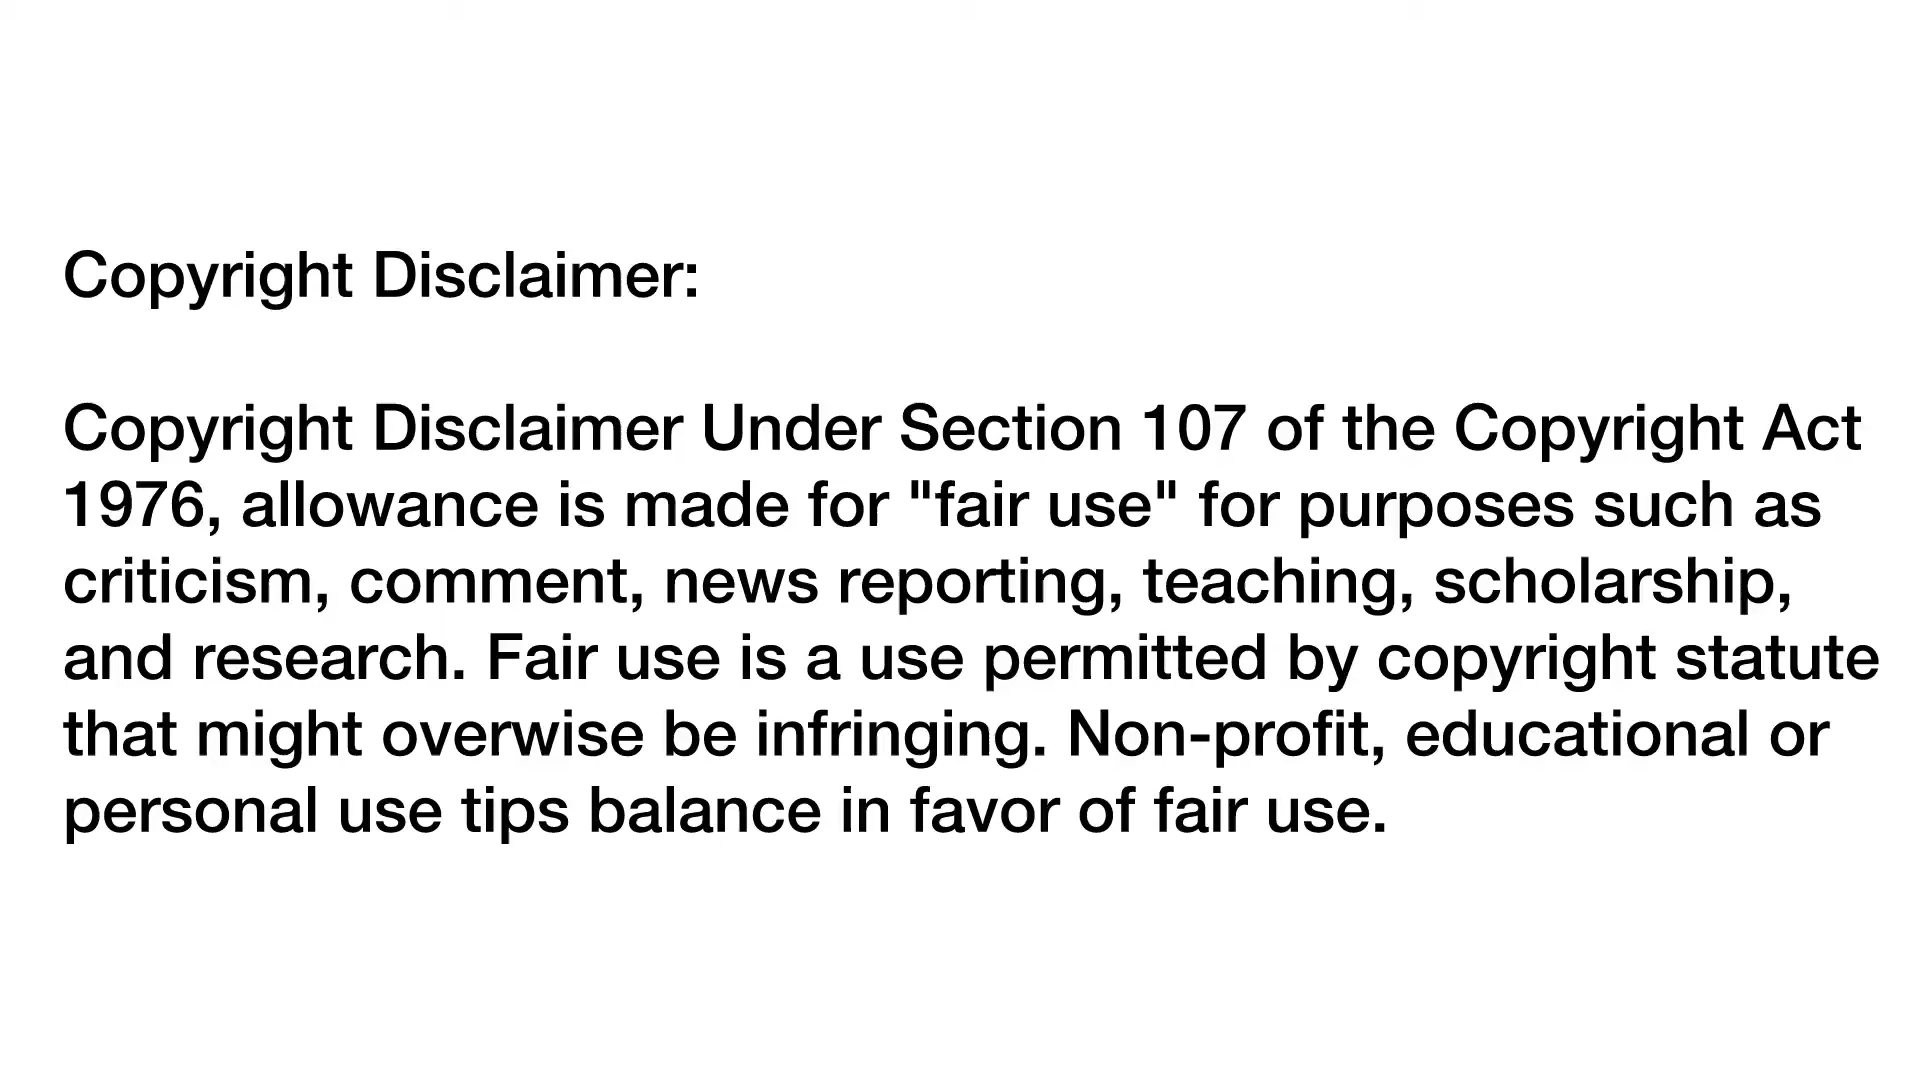 Copyright Disclaimer:
Copyright Disclaimer Under Section 107 of the Copyright Act
1976, allowance is made for "fair use" for purposes such as
criticism, comment, news reporting, teaching, scholarship,
and research. Fair use is a use permitted by copyright statute
that might overwise be infringing. Non-profit, educational or
personal use tips balance in favor of fair use.